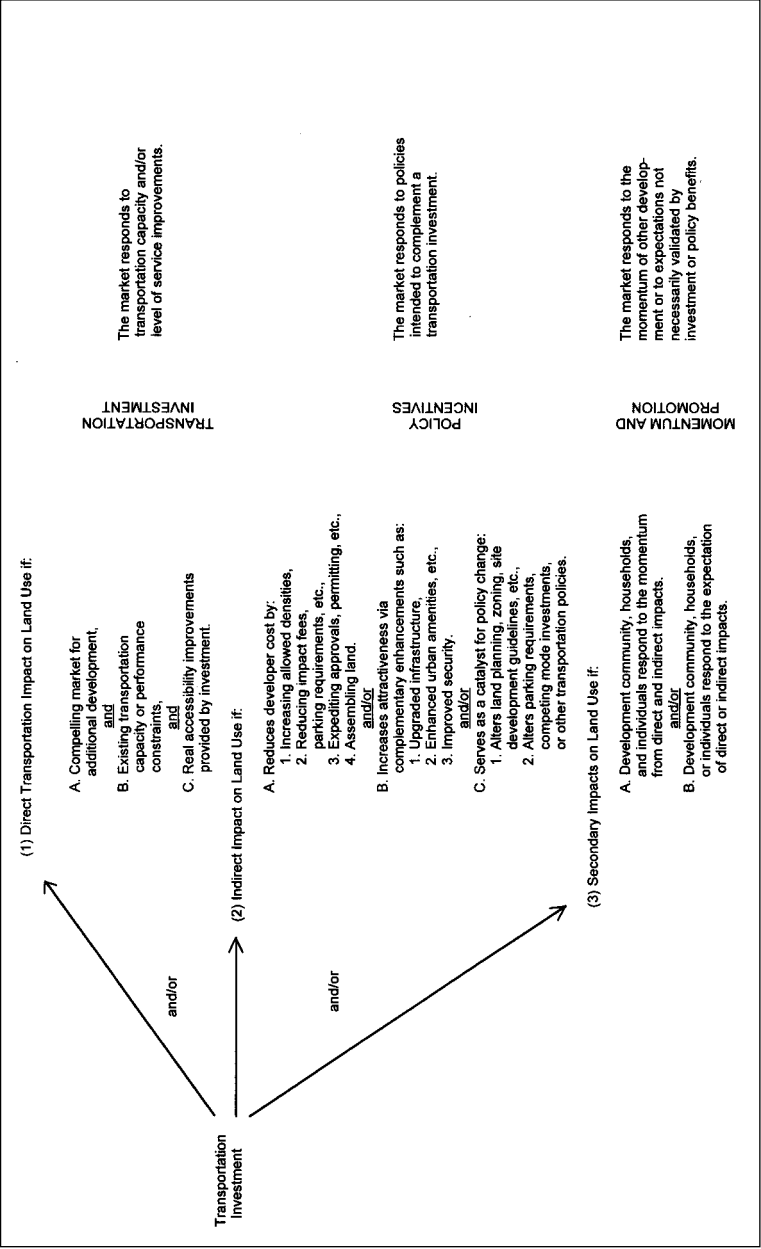 Transportation
Investment
and/or
and/or
(1) Direct Transportation Impact on Land Use if:
A. Compelling market for
additional development,
and
B. Existing transportation
capacity or performance
constraints,
and
C. Real accessibility improvements
provided by investment.
TRANSPORTATION
INVESTMENT
The market responds to
transportation capacity and/or
level of service improvements.
(2) Indirect Impact on Land Use if:
A. Reduces developer cost by:
1. Increasing allowed densities,
2. Reducing impact fees,
parking requirements, etc.,
3. Expediting approvals, permitting, etc.,
4. Assembling land.
and/or
B. Increases attractiveness via
complementary enhancements such as:
1. Upgraded infrastructure,
2. Enhanced urban amenities, etc.,
3. Improved security.
and/or
C. Serves as a catalyst for policy change:
1. Alters land planning, zoning, site
development guidelines, etc.,
2. Alters parking requirements,
competing mode investments,
or other transportation policies.
POLICY
INCENTIVES
The market responds to policies
intended to complement a
transportation investment.
(3) Secondary Impacts on Land Use if:
A. Development community, households,
and individuals respond to the momentum
from direct and indirect impacts.
and/or
B. Development community, households,
or individuals respond to the expectation
of direct or indirect impacts.
MOMENTUM AND
PROMOTION
The market responds to the
momentum of other develop-
ment or to expectations not
necessarily validated by
investment or policy benefits.